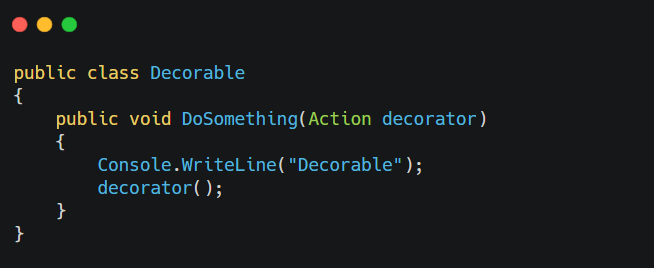 public class Decorable
{
    public void DoSomething(Action decorator)
    {
        Console.WriteLine("Decorable");
        decorator();
    }
}